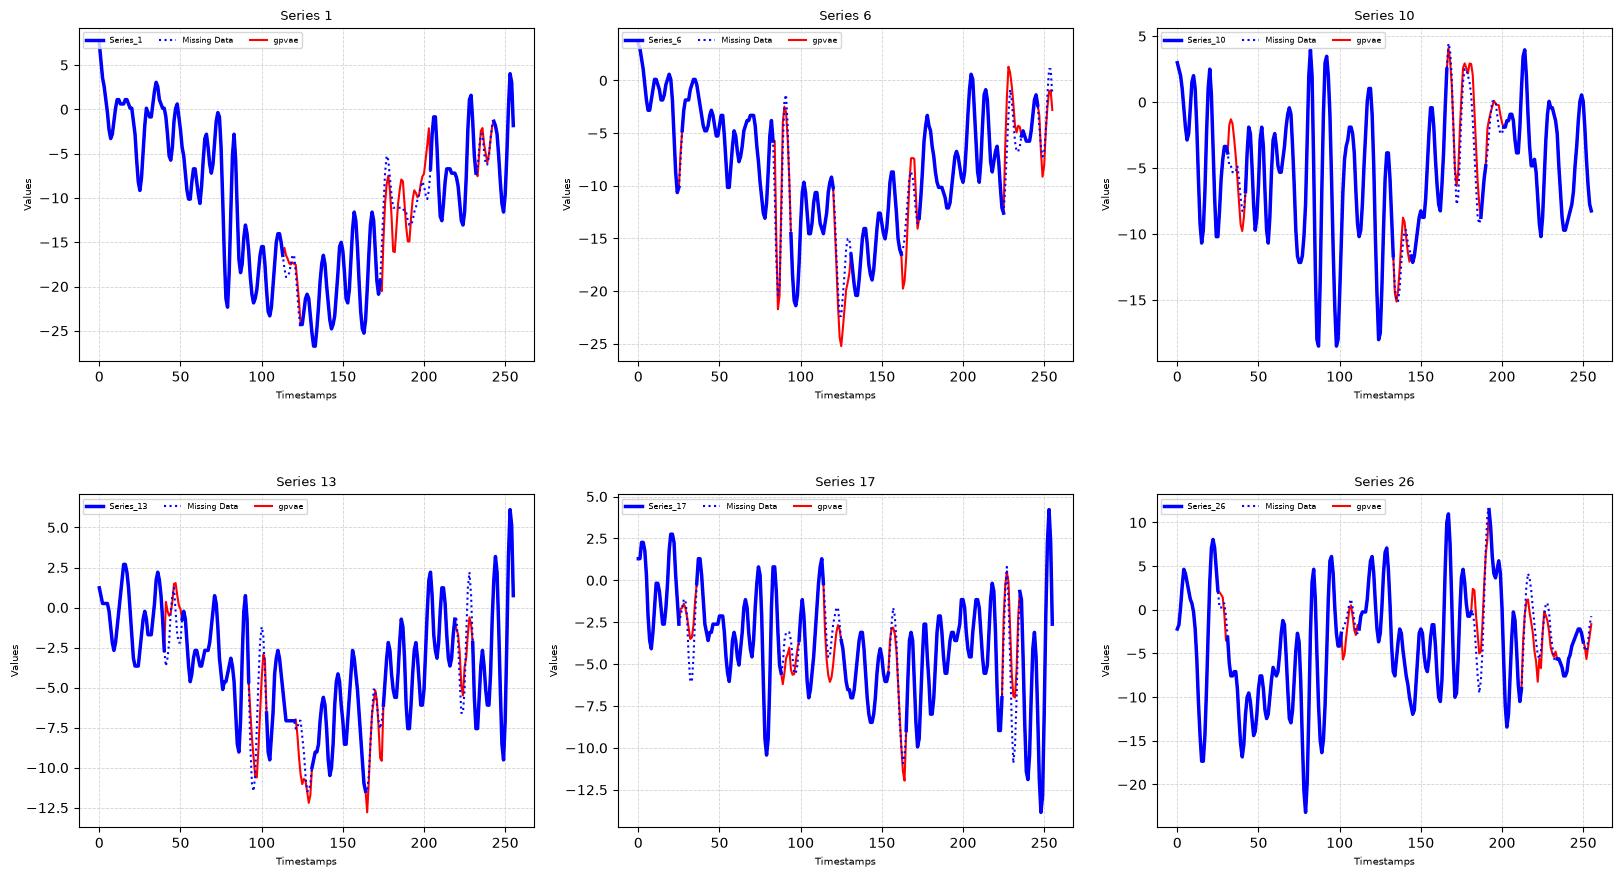 Series 1
Series_1 Missing Data gpvae
Values
5
0
−5
−10
−15
−20
−25
0 50 100 150 200 250
Timestamps
Series 6
Series_6 Missing Data gpvae
Values
0
−5
−10
−15
−20
−25
0 50 100 150 200 250
Timestamps
Series 10
Series_10 Missing Data gpvae
Values
5
0
−5
−10
−15
0 50 100 150 200 250
Timestamps
Series 13
Series_13 Missing Data gpvae
Values
5.0
2.5
0.0
−2.5
−5.0
−7.5
−10.0
−12.5
0 50 100 150 200 250
Timestamps
Series 17
Series_17 Missing Data gpvae
Values
5.0
2.5
0.0
−2.5
−5.0
−7.5
−10.0
−12.5
0 50 100 150 200 250
Timestamps
Series 26
Series_26 Missing Data gpvae
Values
10
5
0
−5
−10
−15
−20
0 50 100 150 200 250
Timestamps